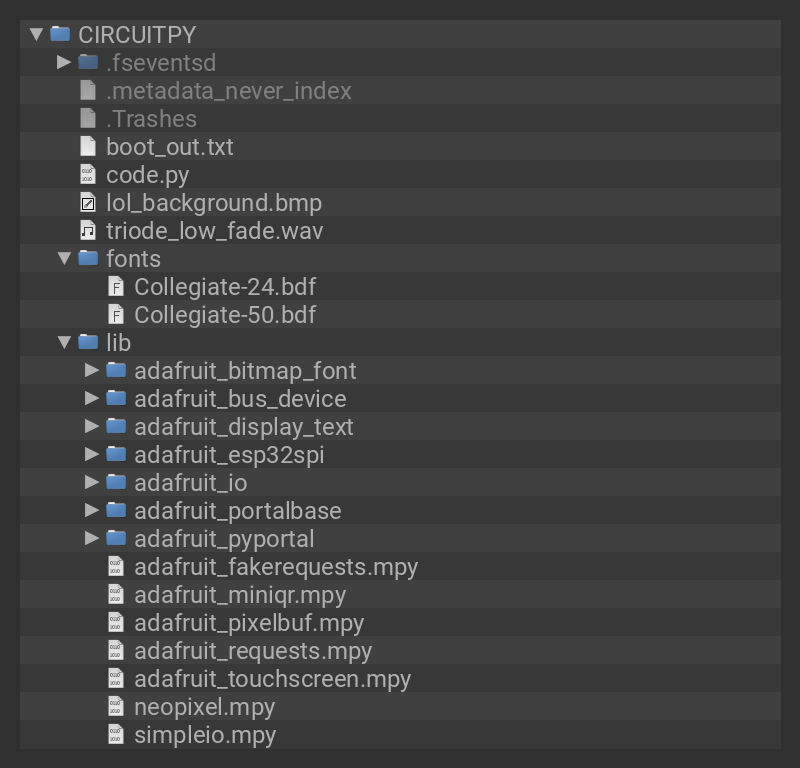 CIRCUITPY
.fseventsd
.metadata_never_index
.Trashes
boot_out.txt
code.py
lol_background.bmp
triode_low_fade.wav
fonts
Collegiate-24.bdf
Collegiate-50.bdf
lib
adafruit_bitmap_font
adafruit_bus_device
adafruit_display_text
adafruit_esp32spi
adafruit_io
adafruit_portalbase
adafruit_pyportal
adafruit_fakerequests.mpy
adafruit_miniqr.mpy
adafruit_pixelbuf.mpy
adafruit_requests.mpy
adafruit_touchscreen.mpy
neopixel.mpy
simpleio.mpy